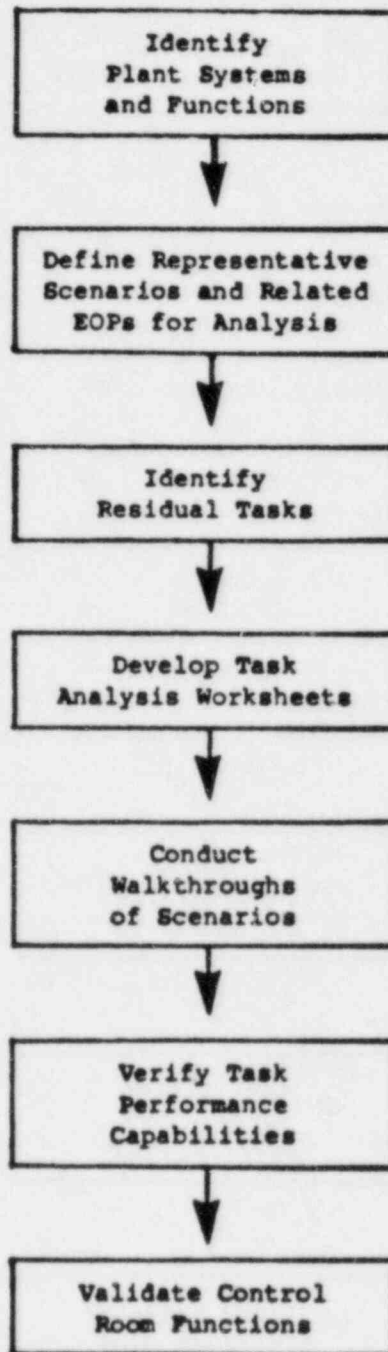 Identify
Plant Systems
and Functions
Define Representative
Scenarios and Related
EOPs for Analysis
Identify
Residual Tasks
Develop Task
Analysis Worksheets
Conduct
Walkthroughs
of Scenarios
Verify Task
Performance
Capabilities
Validate Control
Room Functions